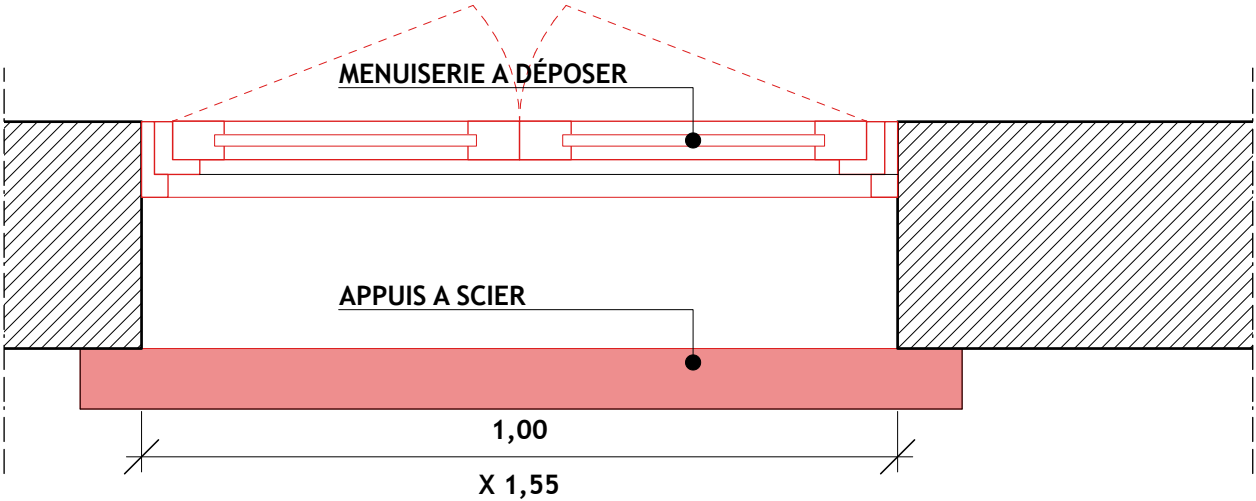 MENUISERIE A DÉPOSER
APPUIS A SCIER
1,00
X 1,55